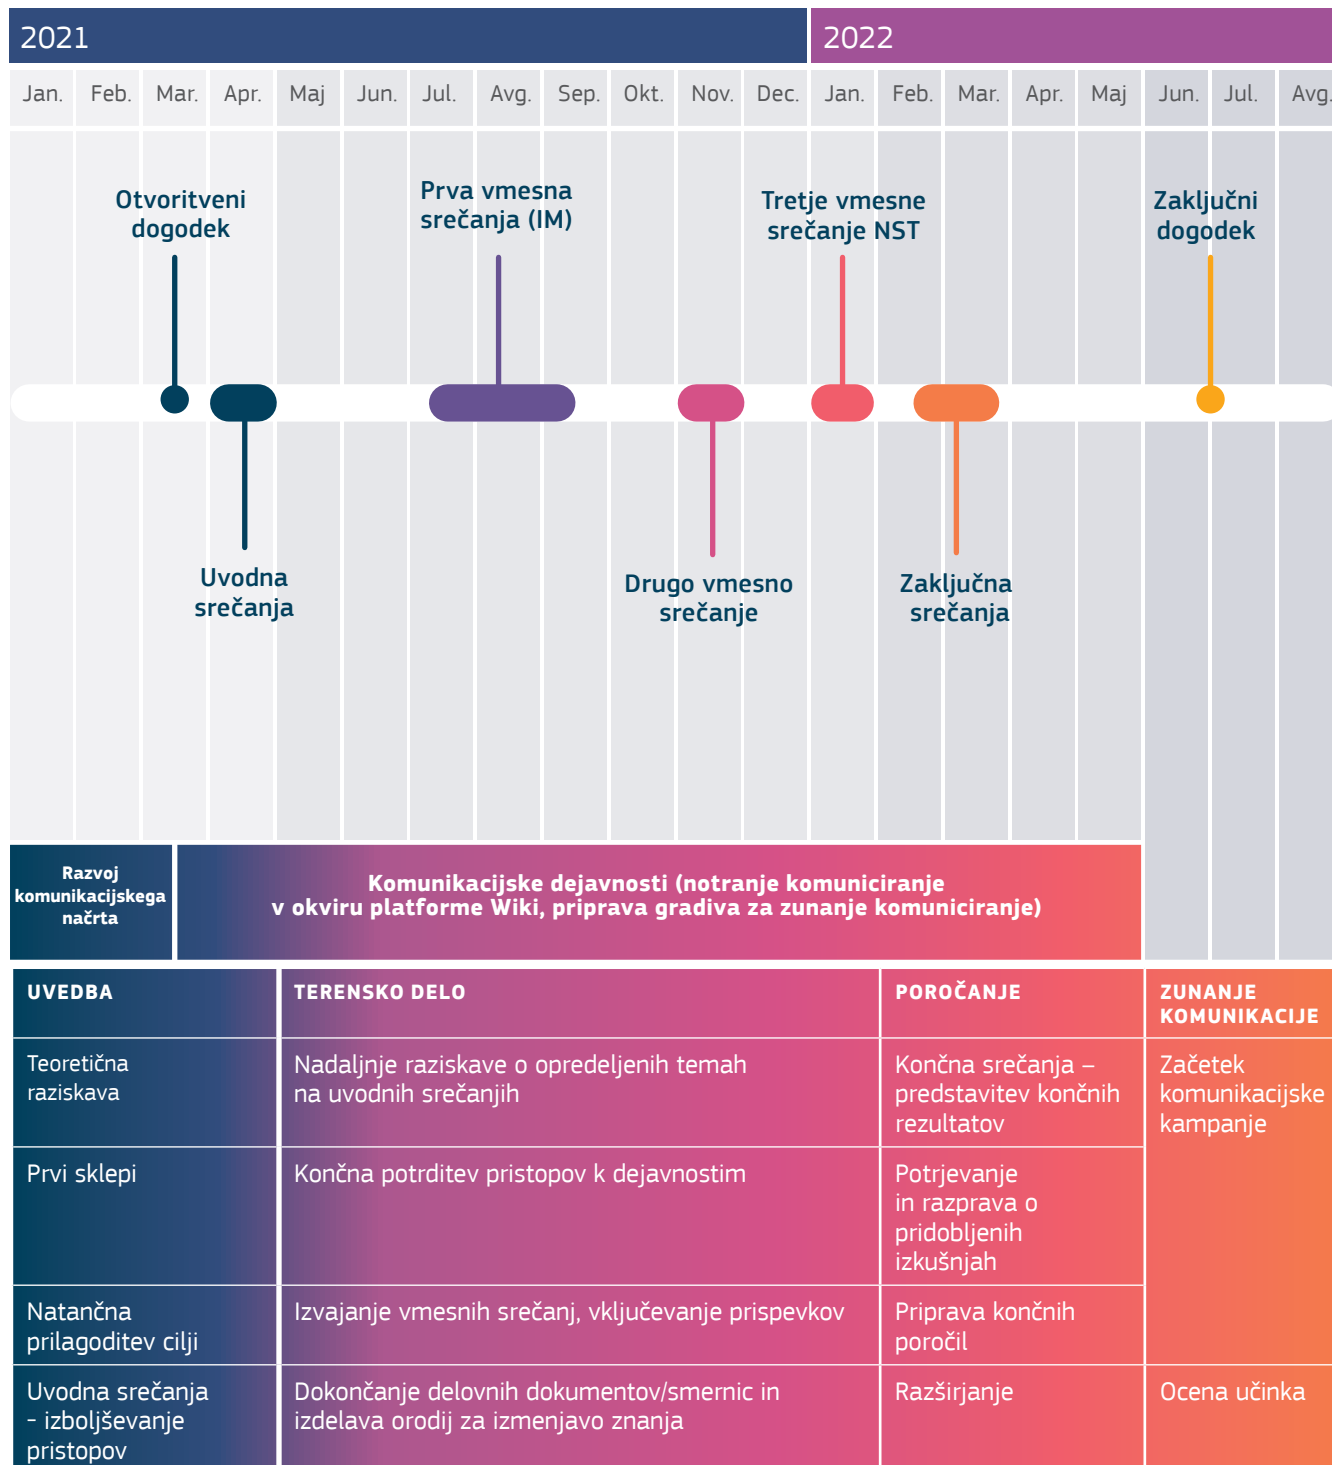 2021
2022
Jan. Feb. Mar. Apr. Maj Jun. Jul. Avg. Sep. Okt. Nov. Dec. Jan. Feb. Mar. Apr. Maj Jun. Jul. Avg.
Otvoritveni
dogodek
Prva vmesna
srečanja (IM)
Tretje vmesne
srečanje NST
Zaključni
dogodek
Uvodna
srečanja
Drugo vmesno
srečanje
Zaključna
srečanja
Razvoj
komunikacijskega
načrta
Komunikacijske dejavnosti (notranje komuniciranje
v okviru platforme Wiki, priprava gradiva za zunanje komuniciranje)
UVEDBA
TERENSKO DELO
POROČANJE
ZUNANJE
KOMUNIKACIJE
Teoretična
raziskava
Nadaljnje raziskave o opredeljenih temah
na uvodnih srečanjih
Končna srečanja –
predstavitev končnih
rezultatov
Začetek
komunikacijske
kampanje
Prvi sklepi
Končna potrditev pristopov k dejavnostim
Potrjevanje
in razprava o
pridobljenih
izkušnjah
Natančna
prilagoditev cilji
Izvajanje vmesnih srečanj, vključevanje prispevkov
Priprava končnih
poročil
Uvodna srečanja
- izboljševanje
pristopov
Dokončanje delovnih dokumentov/smernic in
izdelava orodij za izmenjavo znanja
Razširjanje
Ocena učinka